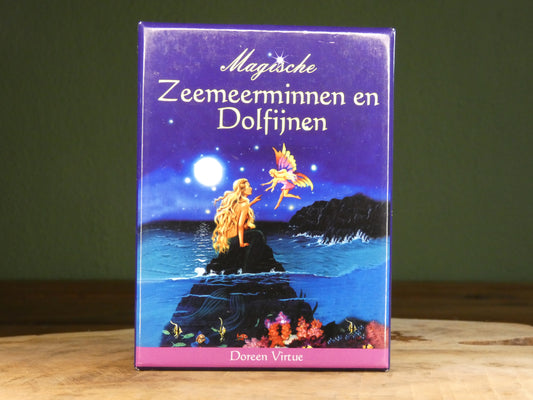 Magische
Zeemeerminnen en
Dolfijnen
Doreen Virtue